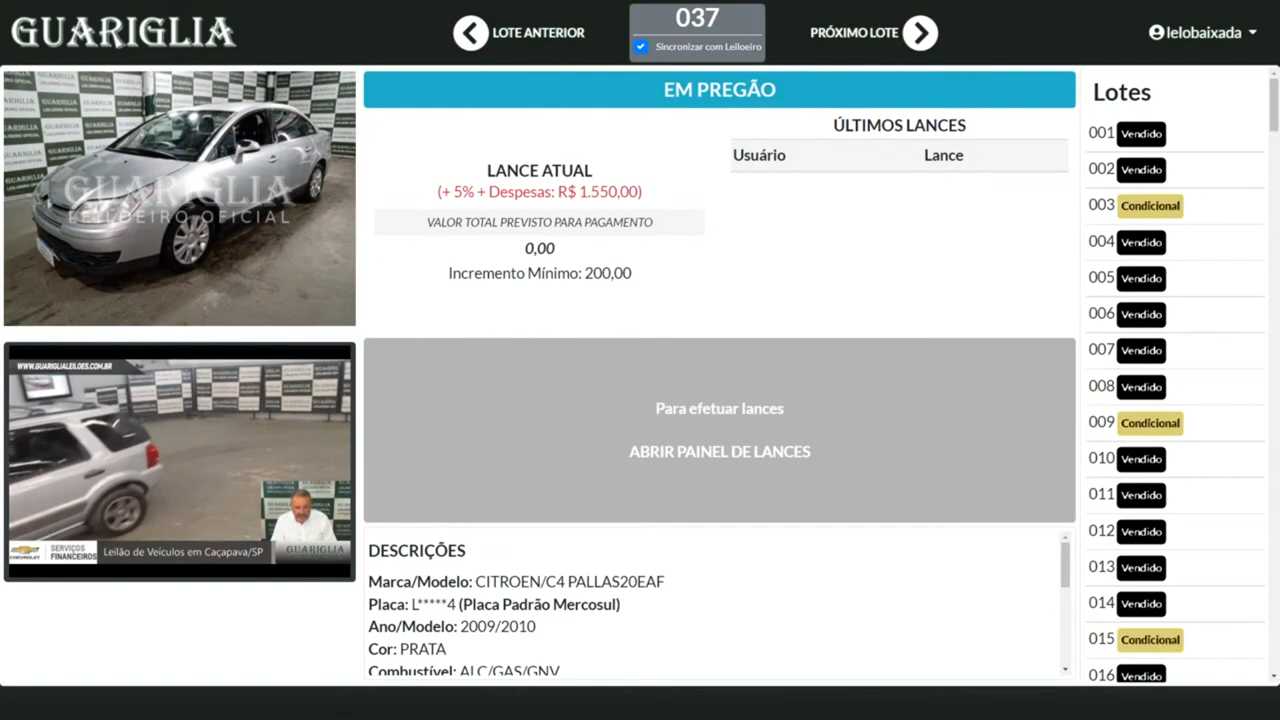 GUARIGLIA
LOTE ANTERIOR
037
Sincronizar com Leiloeiro
PRÓXIMO LOTE
lelobaixada
GUARIGLIA
LEILOEIRO OFICIAL
EM PREGÃO
LANCE ATUAL
(+ 5% + Despesas: R$ 1.550,00)
VALOR TOTAL PREVISTO PARA PAGAMENTO
0,00
Incremento Mínimo: 200,00
ÚLTIMOS LANCES
Usuário Lance
Para efetuar lances
ABRIR PAINEL DE LANCES
WWW.GUARIGLIALEILOES.COM.BR
CHEVROLET
SERVIÇOS
FINANCEIROS
Leilão de Veículos em Caçapava/SP
GUARIGLIA
DESCRIÇÕES
Marca/Modelo: CITROEN/C4 PALLAS20EAF
Placa: L*****4 (Placa Padrão Mercosul)
Ano/Modelo: 2009/2010
Cor: PRATA
Combustível: ALC/GAS/GNV
Lotes
001 Vendido
002 Vendido
003 Condicional
004 Vendido
005 Vendido
006 Vendido
007 Vendido
008 Vendido
009 Condicional
010 Vendido
011 Vendido
012 Vendido
013 Vendido
014 Vendido
015 Condicional
016 Vendido